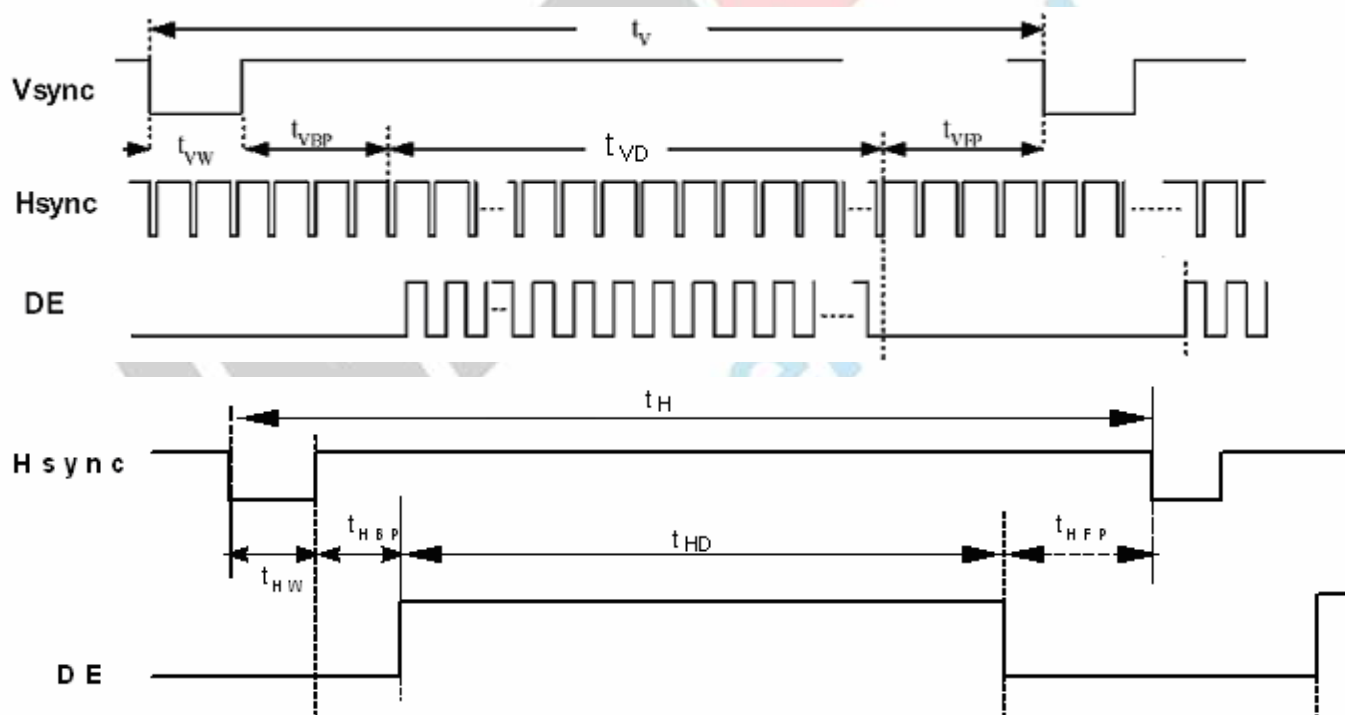 tV
Vsync
tVW
tVBP
tVD
tVFP
Hsync
DE
tH
Hsync
tHBP
tHD
tHFP
tHW
DE